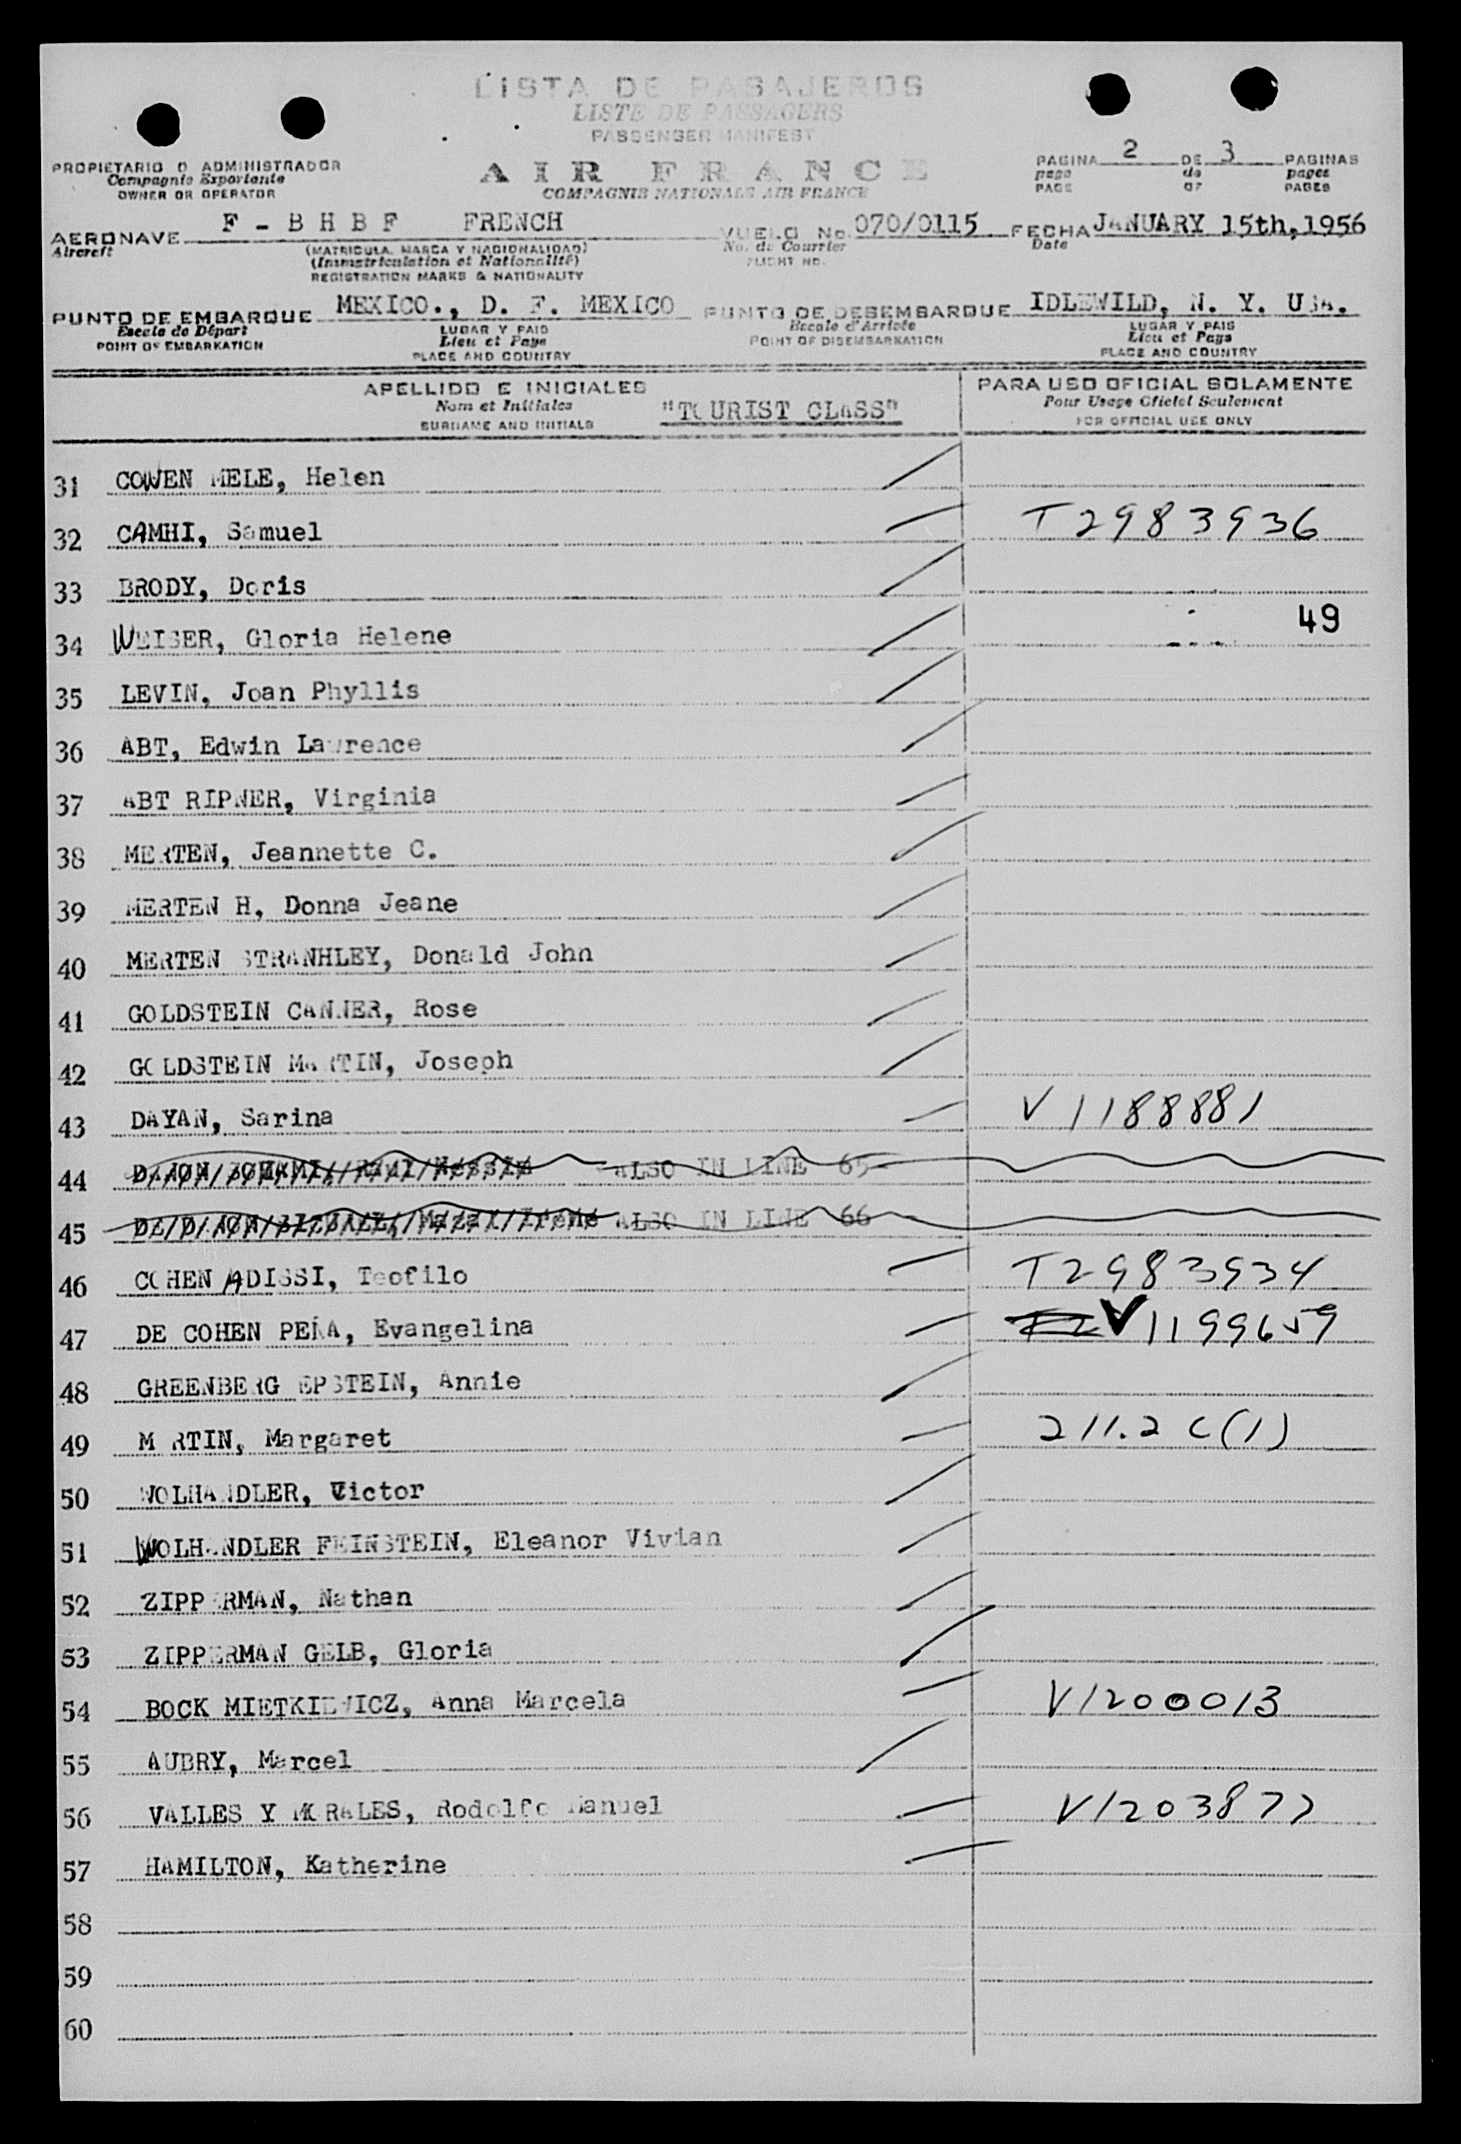 LISTA DE PASAJEROS
LISTE DE PASSAGERS
PASSENGER MANIFEST
AIR FRANCE
COMPAGNIE NATIONALE AIR FRANCE
PROPIETARIO O ADMINISTRADOR
Compagnie Exportente
OWNER OR OPERATOR
PAGINA 2 DE 3 PAGINAS
page de pages
PAGE OF PAGES
AERONAVE F - B H B F FRENCH VUELO No. 070/0115 FECHA JANUARY 15th, 1956
Aircraft (MATRICULA, MARCA Y NACIONALIDAD) No. de Courrier Date
(Immatriculation et Nationalité) FLIGHT NO.
REGISTRATION MARKS & NATIONALITY
PUNTO DE EMBARQUE MEXICO., D. F. MEXICO PUNTO DE DESEMBARQUE IDLEWILD, N. Y. USA.
Escale de Départ LUGAR Y PAIS Escale d'Arrivée LUGAR Y PAIS
POINT OF EMBARKATION Lieu et Pays POINT OF DISEMBARKATION Lieu et Pays
PLACE AND COUNTRY PLACE AND COUNTRY
APELLIDO E INICIALES PARA USO OFICIAL SOLAMENTE
Nom et Initiales "TOURIST CLASS" Pour Usage Oficiel Seulement
SURNAME AND INITIALS FOR OFFICIAL USE ONLY
31 COWEN MELE, Helen
32 CAMHI, Samuel T2983936
33 BRODY, Doris
34 WEISER, Gloria Helene 49
35 LEVIN, Joan Phyllis
36 ABT, Edwin Lawrence
37 ABT RIPNER, Virginia
38 MERTEN, Jeannette C.
39 MERTEN H, Donna Jeane
40 MERTEN STRANHLEY, Donald John
41 GOLDSTEIN CANNER, Rose
42 GOLDSTEIN MARTIN, Joseph
43 DAYAN, Sarina V1188881
44 ALSO IN LINE 65
45 ALSO IN LINE 66
46 COHEN ADISSI, Teofilo T2983934
47 DE COHEN PEÑA, Evangelina V1199659
48 GREENBERG EPSTEIN, Annie
49 MARTIN, Margaret 211.2 C(1)
50 WOLHANDLER, Victor
51 WOLHANDLER FEINSTEIN, Eleanor Vivian
52 ZIPPERMAN, Nathan
53 ZIPPERMAN GELB, Gloria
54 BOCK MIETKIEWICZ, Anna Marcela V1200013
55 AUBRY, Marcel
56 VALLES Y MORALES, Rodolfo Manuel V1203877
57 HAMILTON, Katherine
58
59
60